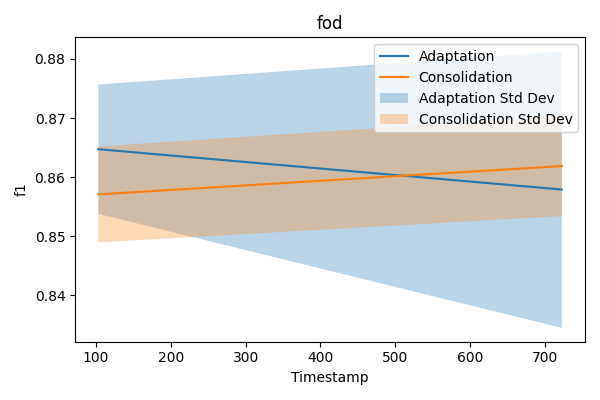 fod
Adaptation
Consolidation
Adaptation Std Dev
Consolidation Std Dev
0.88
0.87
0.86
0.85
0.84
f1
100 200 300 400 500 600 700
Timestamp